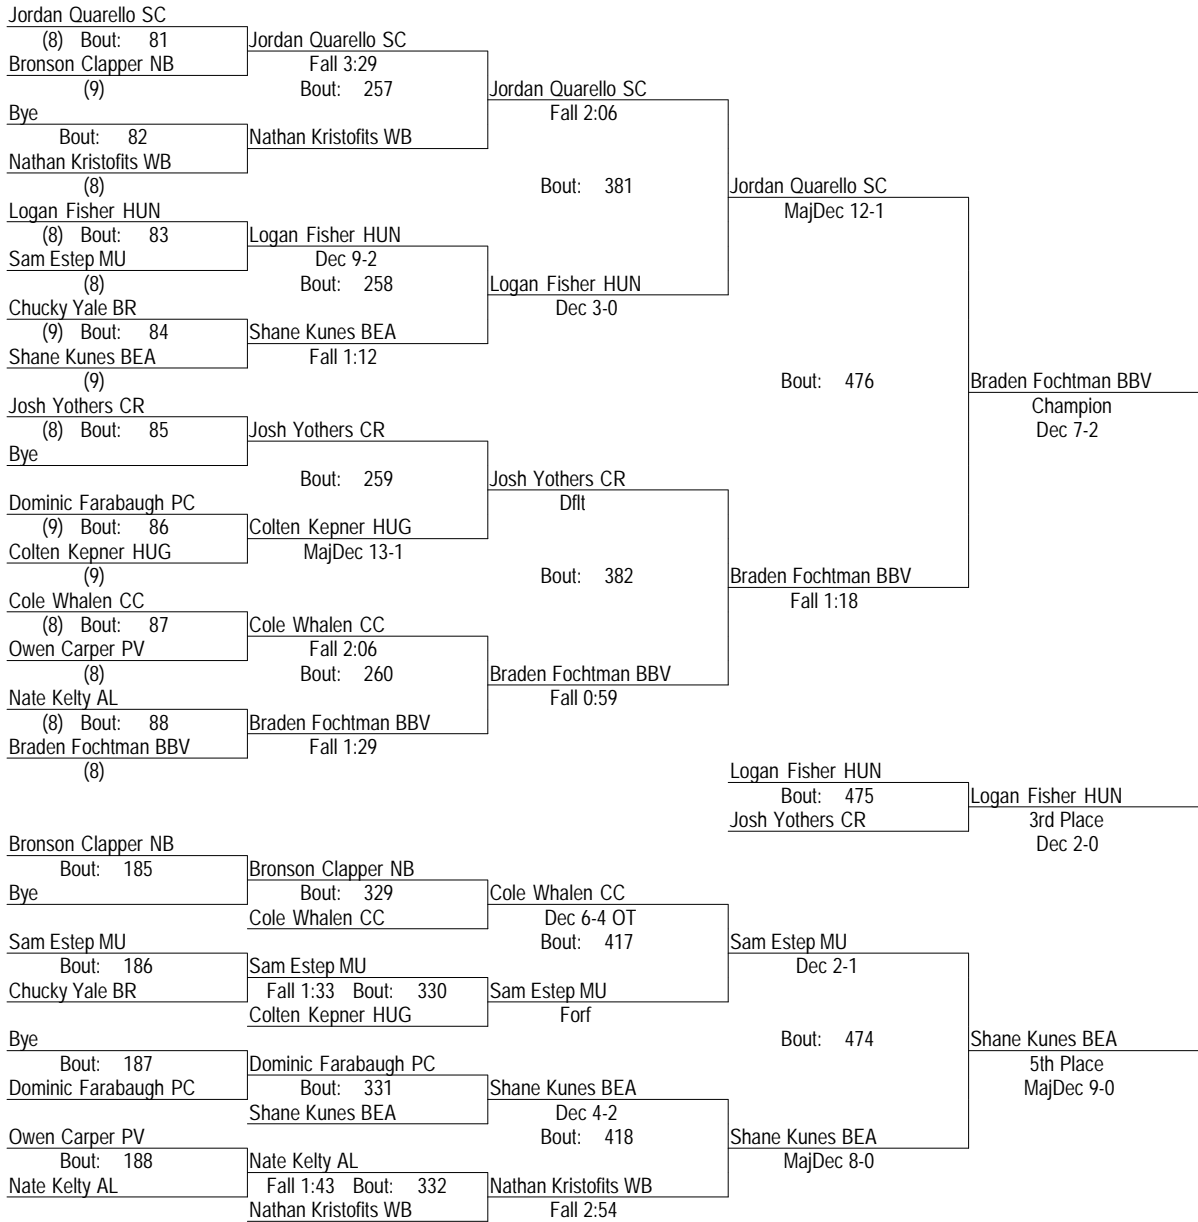 Jordan Quarello SC
(8) Bout: 81
Jordan Quarello SC
Bronson Clapper NB
Fall 3:29
(9)
Bout: 257
Jordan Quarello SC
Bye
Fall 2:06
Bout: 82
Nathan Kristofits WB
Nathan Kristofits WB
(8)
Bout: 381
Jordan Quarello SC
Logan Fisher HUN
MajDec 12-1
(8) Bout: 83
Logan Fisher HUN
Sam Estep MU
Dec 9-2
(8)
Bout: 258
Logan Fisher HUN
Chucky Yale BR
Dec 3-0
(9) Bout: 84
Shane Kunes BEA
Shane Kunes BEA
Fall 1:12
(9)
Bout: 476
Braden Fochtman BBV
Josh Yothers CR
Champion
(8) Bout: 85
Josh Yothers CR
Dec 7-2
Bye
Bout: 259
Josh Yothers CR
Dominic Farabaugh PC
Dflt
(9) Bout: 86
Colten Kepner HUG
Colten Kepner HUG
MajDec 13-1
(9)
Bout: 382
Braden Fochtman BBV
Cole Whalen CC
Fall 1:18
(8) Bout: 87
Cole Whalen CC
Owen Carper PV
Fall 2:06
(8)
Bout: 260
Braden Fochtman BBV
Nate Kelty AL
Fall 0:59
(8) Bout: 88
Braden Fochtman BBV
Braden Fochtman BBV
Fall 1:29
(8)
Logan Fisher HUN
Bout: 475
Logan Fisher HUN
Josh Yothers CR
3rd Place
Dec 2-0
Bronson Clapper NB
Bout: 185
Bronson Clapper NB
Bye
Bout: 329
Cole Whalen CC
Cole Whalen CC
Dec 6-4 OT
Bout: 417
Sam Estep MU
Sam Estep MU
Dec 2-1
Bout: 186
Sam Estep MU
Chucky Yale BR
Fall 1:33 Bout: 330
Sam Estep MU
Colten Kepner HUG
Forf
Bye
Bout: 474
Shane Kunes BEA
Bout: 187
Dominic Farabaugh PC
5th Place
Dominic Farabaugh PC
Bout: 331
Shane Kunes BEA
MajDec 9-0
Shane Kunes BEA
Dec 4-2
Owen Carper PV
Bout: 418
Shane Kunes BEA
Bout: 188
Nate Kelty AL
MajDec 8-0
Nate Kelty AL
Fall 1:43 Bout: 332
Nathan Kristofits WB
Nathan Kristofits WB
Fall 2:54